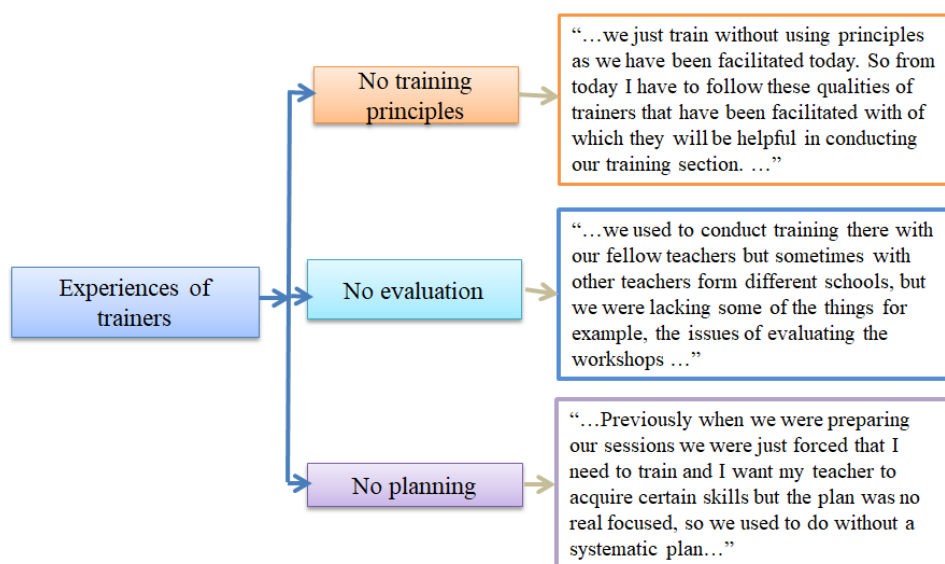 Experiences of
trainers
No training
principles
“…we just train without using principles
as we have been facilitated today. So from
today I have to follow these qualities of
trainers that have been facilitated with of
which they will be helpful in conducting
our training section. …”
No evaluation
“…we used to conduct training there with
our fellow teachers but sometimes with
other teachers form different schools, but
we were lacking some of the things for
example, the issues of evaluating the
workshops …”
No planning
“…Previously when we were preparing
our sessions we were just forced that I
need to train and I want my teacher to
acquire certain skills but the plan was no
real focused, so we used to do without a
systematic plan…”